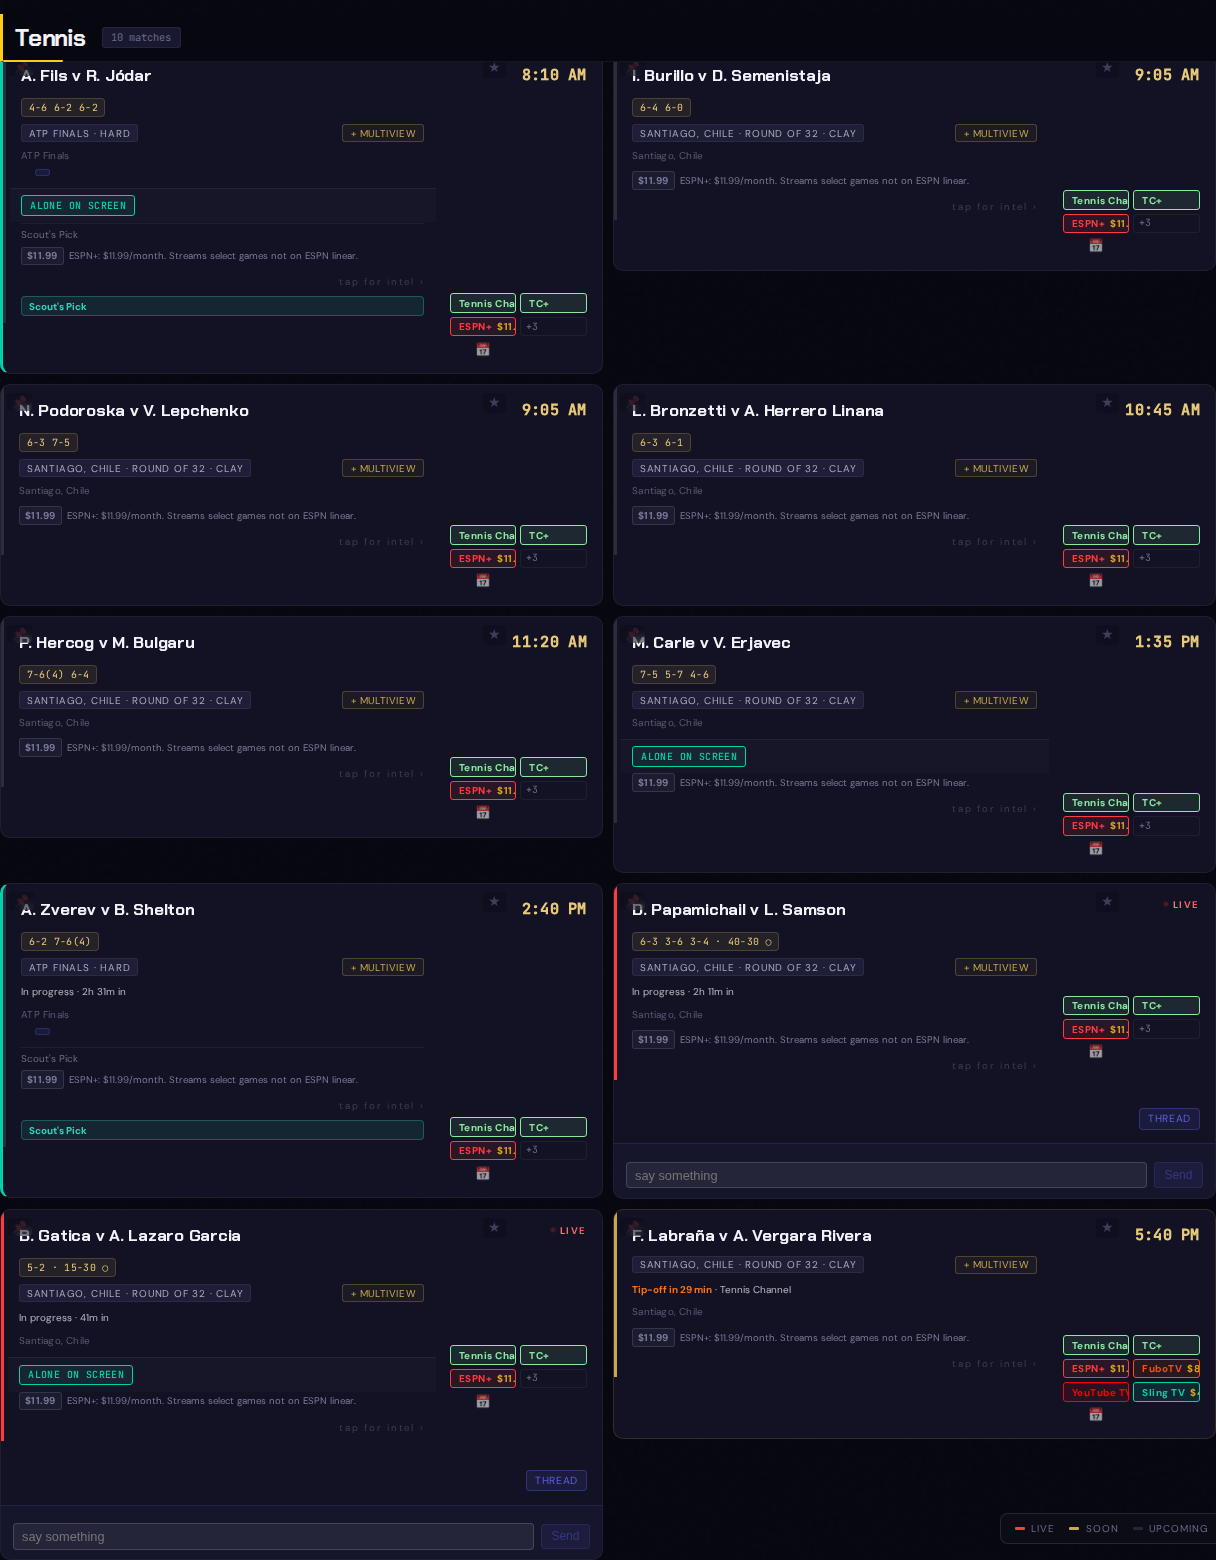 Tennis
10 matches
A. Fils v R. Jódar
8:10 AM
4-6 6-2 6-2
ATP FINALS · HARD
+ MULTIVIEW
ATP Finals
ALONE ON SCREEN
Scout's Pick
$11.99 ESPN+: $11.99/month. Streams select games not on ESPN linear.
tap for intel ›
Scout's Pick
Tennis Cha TC+
ESPN+ $11. +3
17
I. Burillo v D. Semenistaja
9:05 AM
6-4 6-0
SANTIAGO, CHILE · ROUND OF 32 · CLAY
+ MULTIVIEW
Santiago, Chile
$11.99 ESPN+: $11.99/month. Streams select games not on ESPN linear.
tap for intel ›
Tennis Cha TC+
ESPN+ $11. +3
17
N. Podoroska v V. Lepchenko
9:05 AM
6-3 7-5
SANTIAGO, CHILE · ROUND OF 32 · CLAY
+ MULTIVIEW
Santiago, Chile
$11.99 ESPN+: $11.99/month. Streams select games not on ESPN linear.
tap for intel ›
Tennis Cha TC+
ESPN+ $11. +3
17
L. Bronzetti v A. Herrero Linana
10:45 AM
6-3 6-1
SANTIAGO, CHILE · ROUND OF 32 · CLAY
+ MULTIVIEW
Santiago, Chile
$11.99 ESPN+: $11.99/month. Streams select games not on ESPN linear.
tap for intel ›
Tennis Cha TC+
ESPN+ $11. +3
17
P. Hercog v M. Bulgaru
11:20 AM
7-6(4) 6-4
SANTIAGO, CHILE · ROUND OF 32 · CLAY
+ MULTIVIEW
Santiago, Chile
$11.99 ESPN+: $11.99/month. Streams select games not on ESPN linear.
tap for intel ›
Tennis Cha TC+
ESPN+ $11. +3
17
M. Carle v V. Erjavec
1:35 PM
7-5 5-7 4-6
SANTIAGO, CHILE · ROUND OF 32 · CLAY
+ MULTIVIEW
Santiago, Chile
ALONE ON SCREEN
$11.99 ESPN+: $11.99/month. Streams select games not on ESPN linear.
tap for intel ›
Tennis Cha TC+
ESPN+ $11. +3
17
A. Zverev v B. Shelton
2:40 PM
6-2 7-6(4)
ATP FINALS · HARD
+ MULTIVIEW
In progress · 2h 31m in
ATP Finals
Scout's Pick
$11.99 ESPN+: $11.99/month. Streams select games not on ESPN linear.
tap for intel ›
Scout's Pick
Tennis Cha TC+
ESPN+ $11. +3
17
D. Papamichail v L. Samson
LIVE
6-3 3-6 3-4 · 40-30 ○
SANTIAGO, CHILE · ROUND OF 32 · CLAY
+ MULTIVIEW
In progress · 2h 11m in
Santiago, Chile
$11.99 ESPN+: $11.99/month. Streams select games not on ESPN linear.
tap for intel ›
Tennis Cha TC+
ESPN+ $11. +3
17
THREAD
say something
Send
B. Gatica v A. Lazaro Garcia
LIVE
5-2 · 15-30 ○
SANTIAGO, CHILE · ROUND OF 32 · CLAY
+ MULTIVIEW
In progress · 41m in
Santiago, Chile
ALONE ON SCREEN
$11.99 ESPN+: $11.99/month. Streams select games not on ESPN linear.
tap for intel ›
Tennis Cha TC+
ESPN+ $11. +3
17
THREAD
say something
Send
F. Labraña v A. Vergara Rivera
5:40 PM
SANTIAGO, CHILE · ROUND OF 32 · CLAY
+ MULTIVIEW
Tip-off in 29 min · Tennis Channel
Santiago, Chile
$11.99 ESPN+: $11.99/month. Streams select games not on ESPN linear.
tap for intel ›
Tennis Cha TC+
ESPN+ $11. FuboTV $8
YouTube TV Sling TV $4
17
LIVE SOON UPCOMING